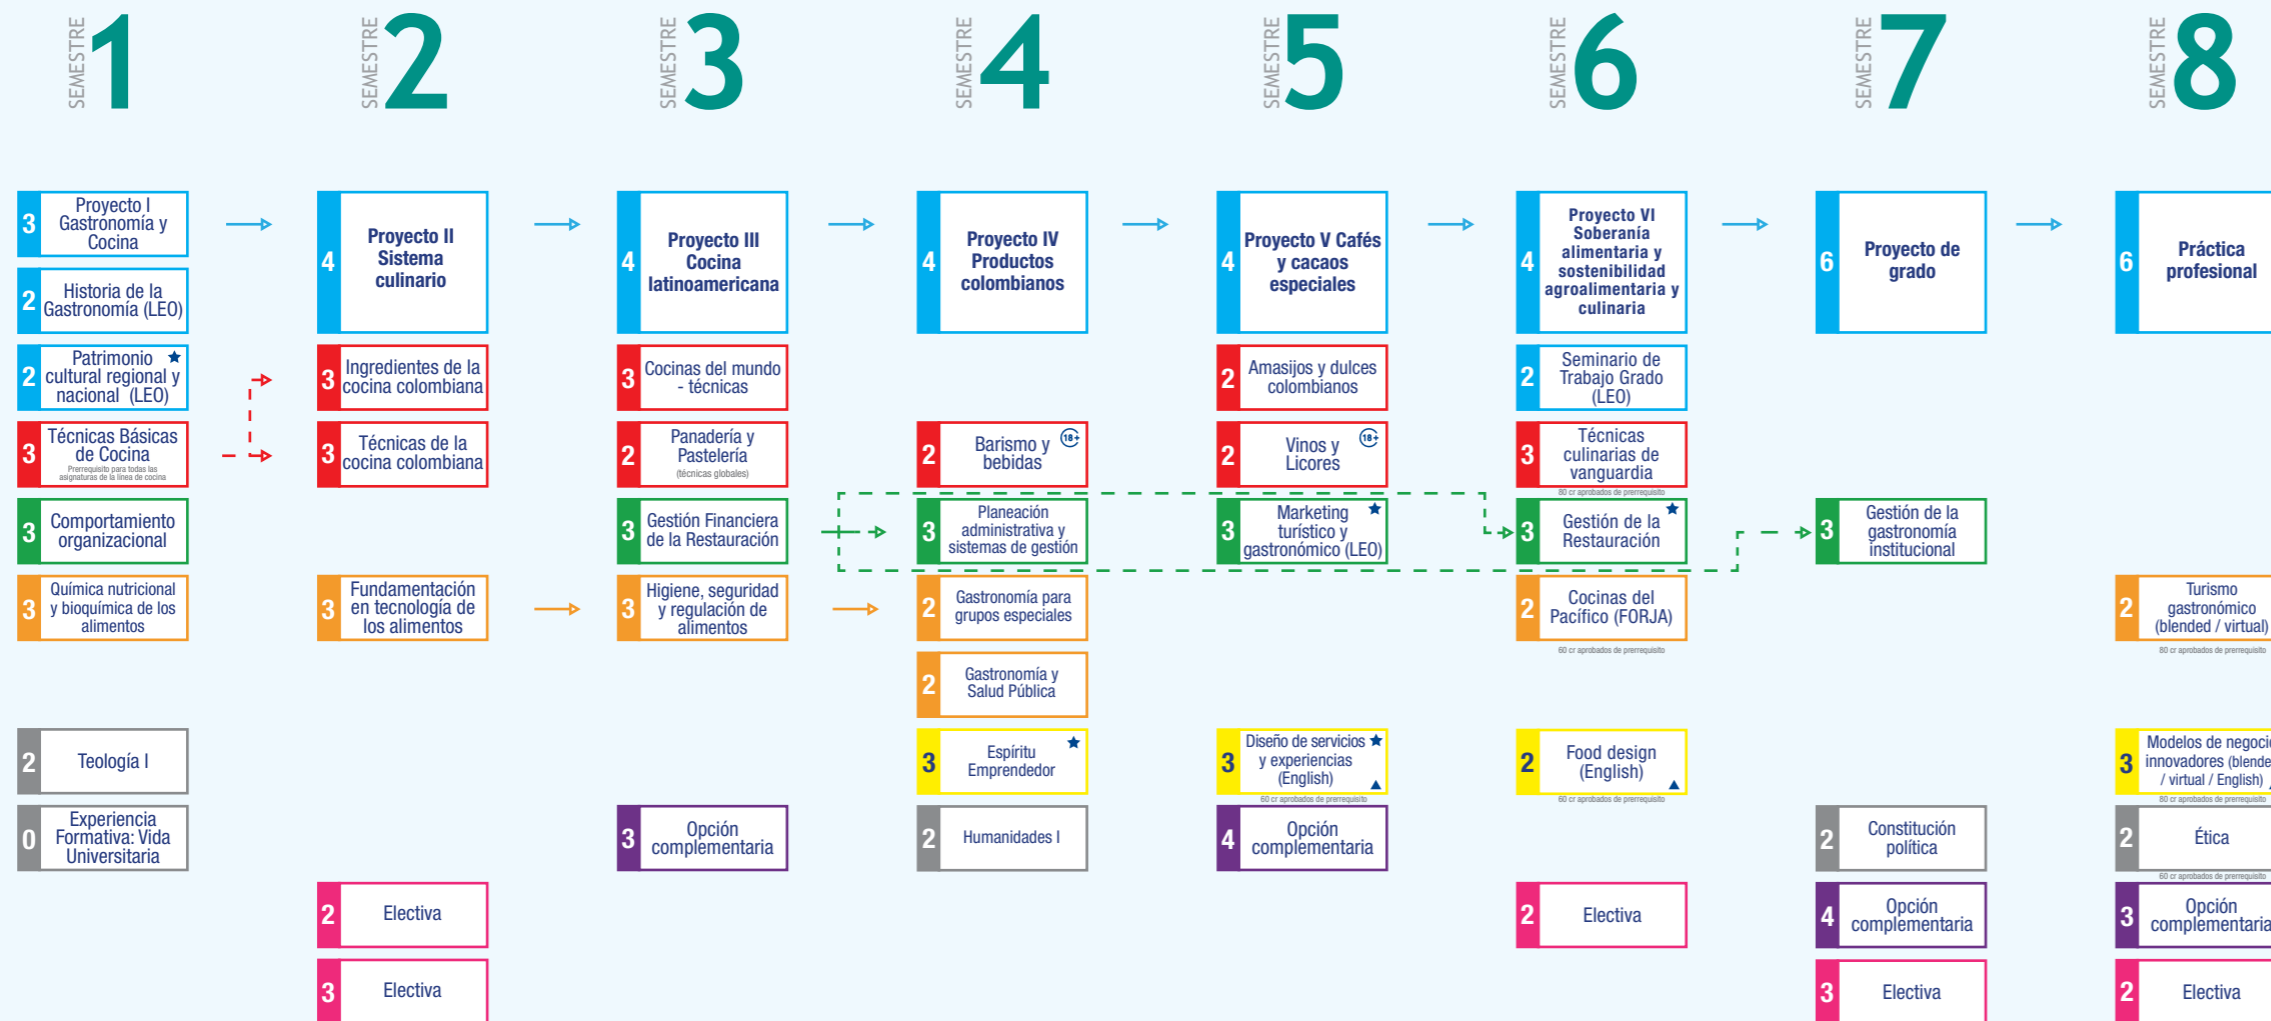 SEMESTRE 1
SEMESTRE 2
SEMESTRE 3
SEMESTRE 4
SEMESTRE 5
SEMESTRE 6
SEMESTRE 7
SEMESTRE 8
3
Proyecto I
Gastronomía y
Cocina
2
Historia de la
Gastronomía (LEO)
2
Patrimonio
cultural regional y
nacional (LEO)
3
Técnicas Básicas
de Cocina
Prerrequisito para todas las
asignaturas de la línea de cocina
3
Comportamiento
organizacional
3
Química nutricional
y bioquímica de los
alimentos
2
Teología I
0
Experiencia
Formativa: Vida
Universitaria
4
Proyecto II
Sistema
culinario
3
Ingredientes de la
cocina colombiana
3
Técnicas de la
cocina colombiana
3
Fundamentación
en tecnología de
los alimentos
2
Electiva
3
Electiva
4
Proyecto III
Cocina
latinoamericana
3
Cocinas del mundo
- técnicas
2
Panadería y
Pastelería
(técnicas globales)
3
Gestión Financiera
de la Restauración
3
Higiene, seguridad
y regulación de
alimentos
3
Opción
complementaria
4
Proyecto IV
Productos
colombianos
2
Barismo y
bebidas
18+
3
Planeación
administrativa y
sistemas de gestión
2
Gastronomía para
grupos especiales
2
Gastronomía y
Salud Pública
3
Espíritu
Emprendedor
2
Humanidades I
4
Proyecto V Cafés
y cacaos
especiales
2
Amasijos y dulces
colombianos
2
Vinos y
Licores
18+
3
Marketing
turístico y
gastronómico (LEO)
3
Diseño de servicios
y experiencias
(English)
60 cr aprobados de prerrequisito
4
Opción
complementaria
4
Proyecto VI
Soberanía
alimentaria y
sostenibilidad
agroalimentaria y
culinaria
2
Seminario de
Trabajo Grado
(LEO)
3
Técnicas
culinarias de
vanguardia
80 cr aprobados de prerrequisito
3
Gestión de la
Restauración
2
Cocinas del
Pacífico (FORJA)
60 cr aprobados de prerrequisito
2
Food design
(English)
60 cr aprobados de prerrequisito
2
Electiva
6
Proyecto de
grado
3
Gestión de la
gastronomía
institucional
2
Constitución
política
4
Opción
complementaria
3
Electiva
6
Práctica
profesional
2
Turismo
gastronómico
(blended / virtual)
80 cr aprobados de prerrequisito
3
Modelos de negocio
innovadores (blende
/ virtual / English)
80 cr aprobados de prerrequisito
2
Ética
60 cr aprobados de prerrequisito
3
Opción
complementaria
2
Electiva